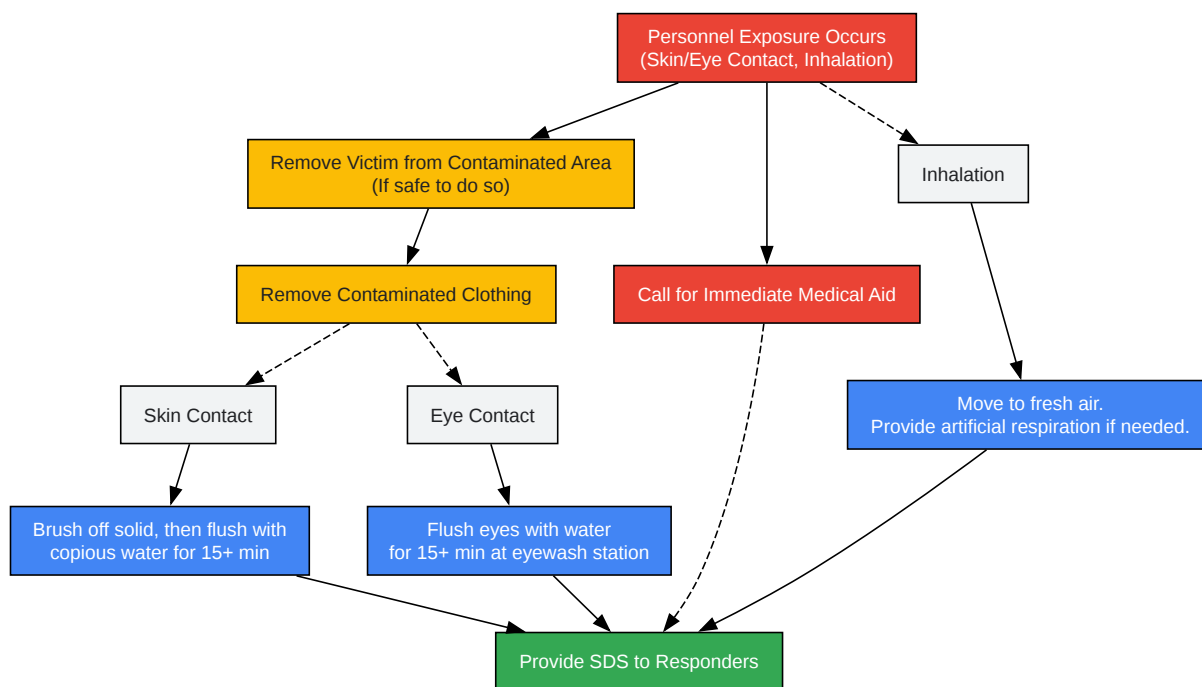 Personnel Exposure Occurs
(Skin/Eye Contact, Inhalation)
Remove Victim from Contaminated Area
(If safe to do so)
Inhalation
Remove Contaminated Clothing
Call for Immediate Medical Aid
Skin Contact
Eye Contact
Move to fresh air.
Provide artificial respiration if needed.
Brush off solid, then flush with
copious water for 15+ min
Flush eyes with water
for 15+ min at eyewash station
Provide SDS to Responders